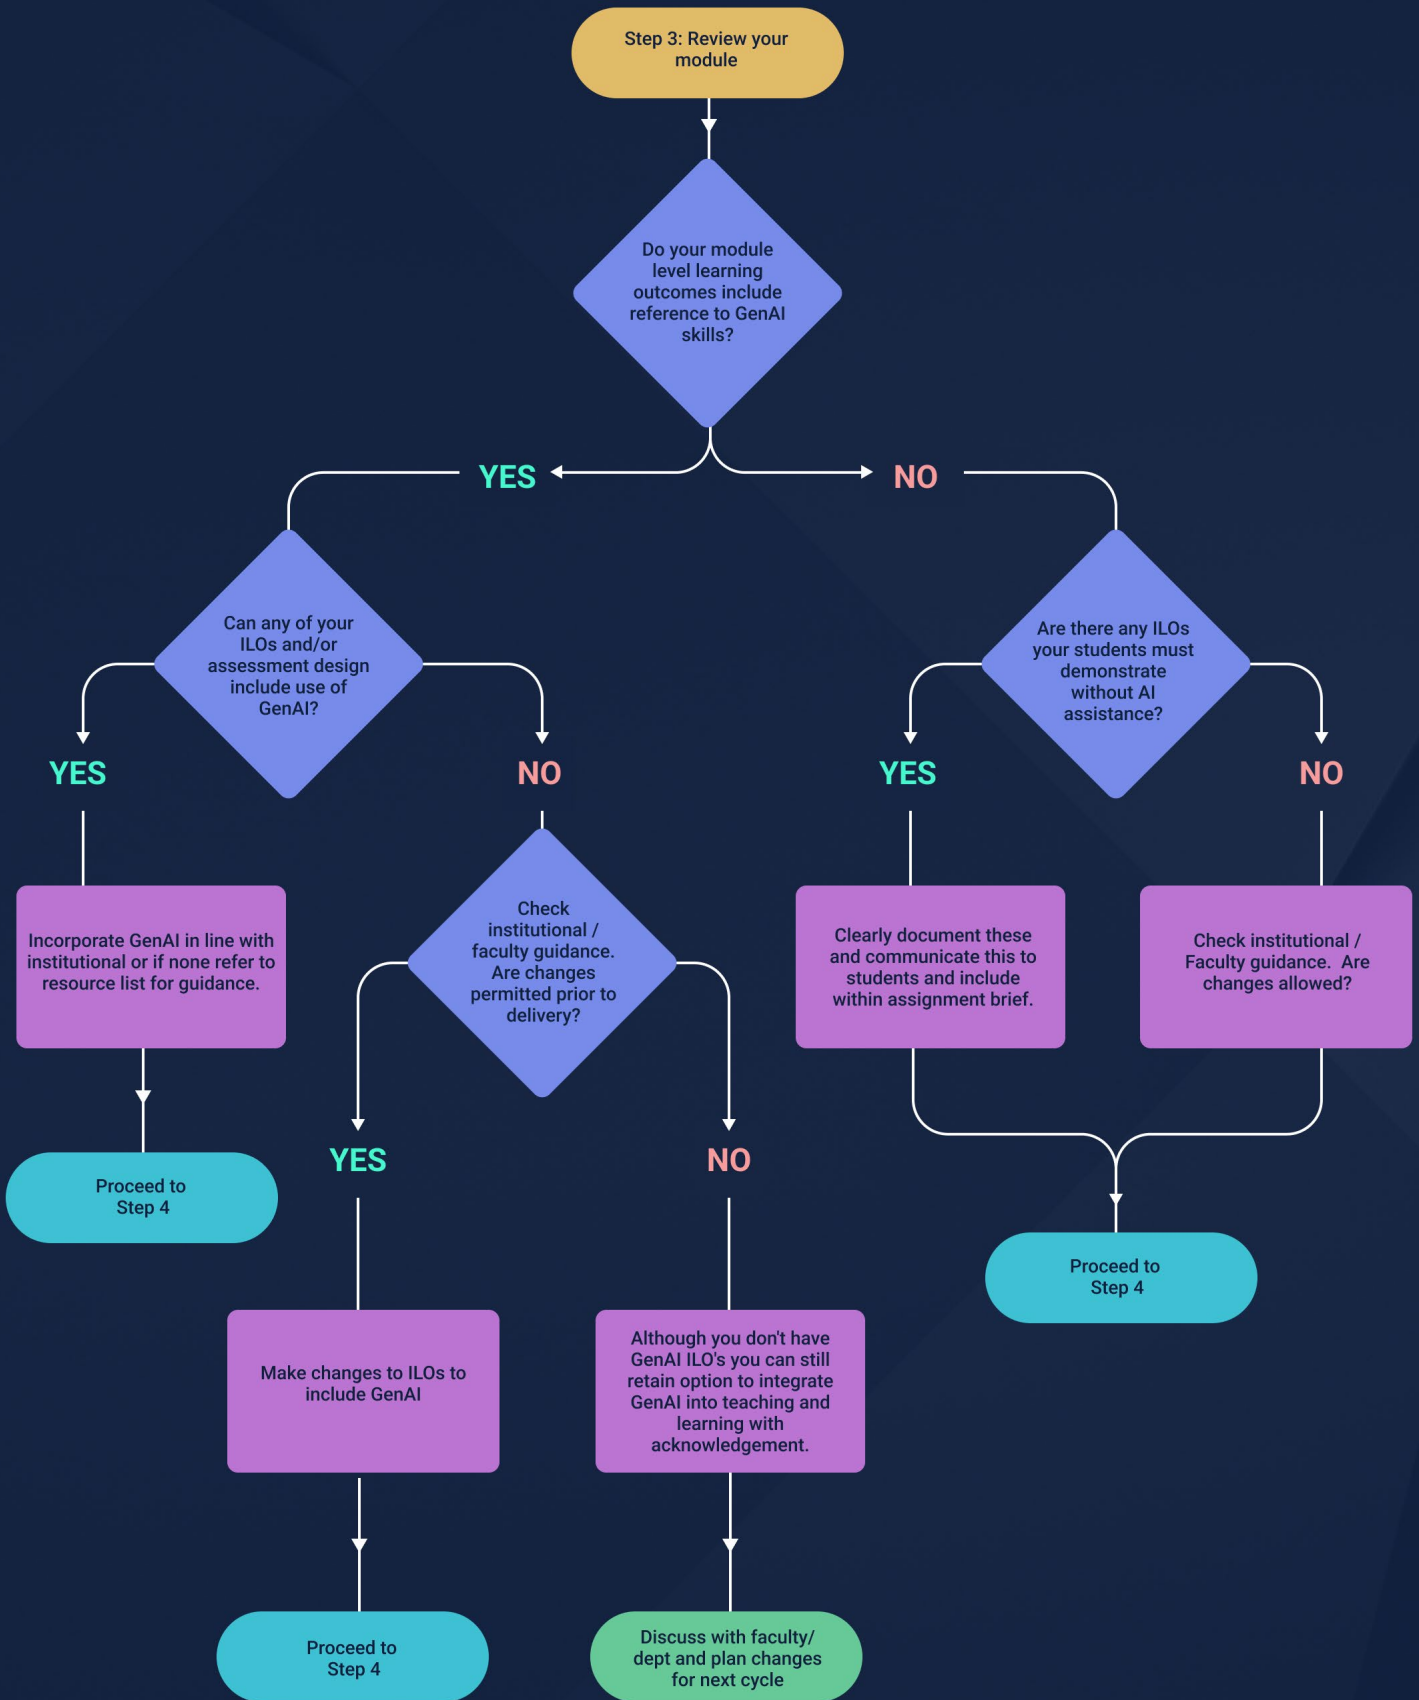 Step 3: Review your
module
Do your module
level learning
outcomes include
reference to GenAI
skills?
YES
NO
Can any of your
ILOs and/or
assessment design
include use of
GenAI?
Are there any ILOs
your students must
demonstrate
without AI
assistance?
YES
NO
YES
NO
Incorporate GenAI in line with
institutional or if none refer to
resource list for guidance.
Check
institutional /
faculty guidance.
Are changes
permitted prior to
delivery?
Clearly document these
and communicate this to
students and include
within assignment brief.
Check institutional /
Faculty guidance.  Are
changes allowed?
Proceed to
Step 4
YES
NO
Proceed to
Step 4
Make changes to ILOs to
include GenAI
Although you don't have
GenAI ILO's you can still
retain option to integrate
GenAI into teaching and
learning with
acknowledgement.
Proceed to
Step 4
Discuss with faculty/
dept and plan changes
for next cycle